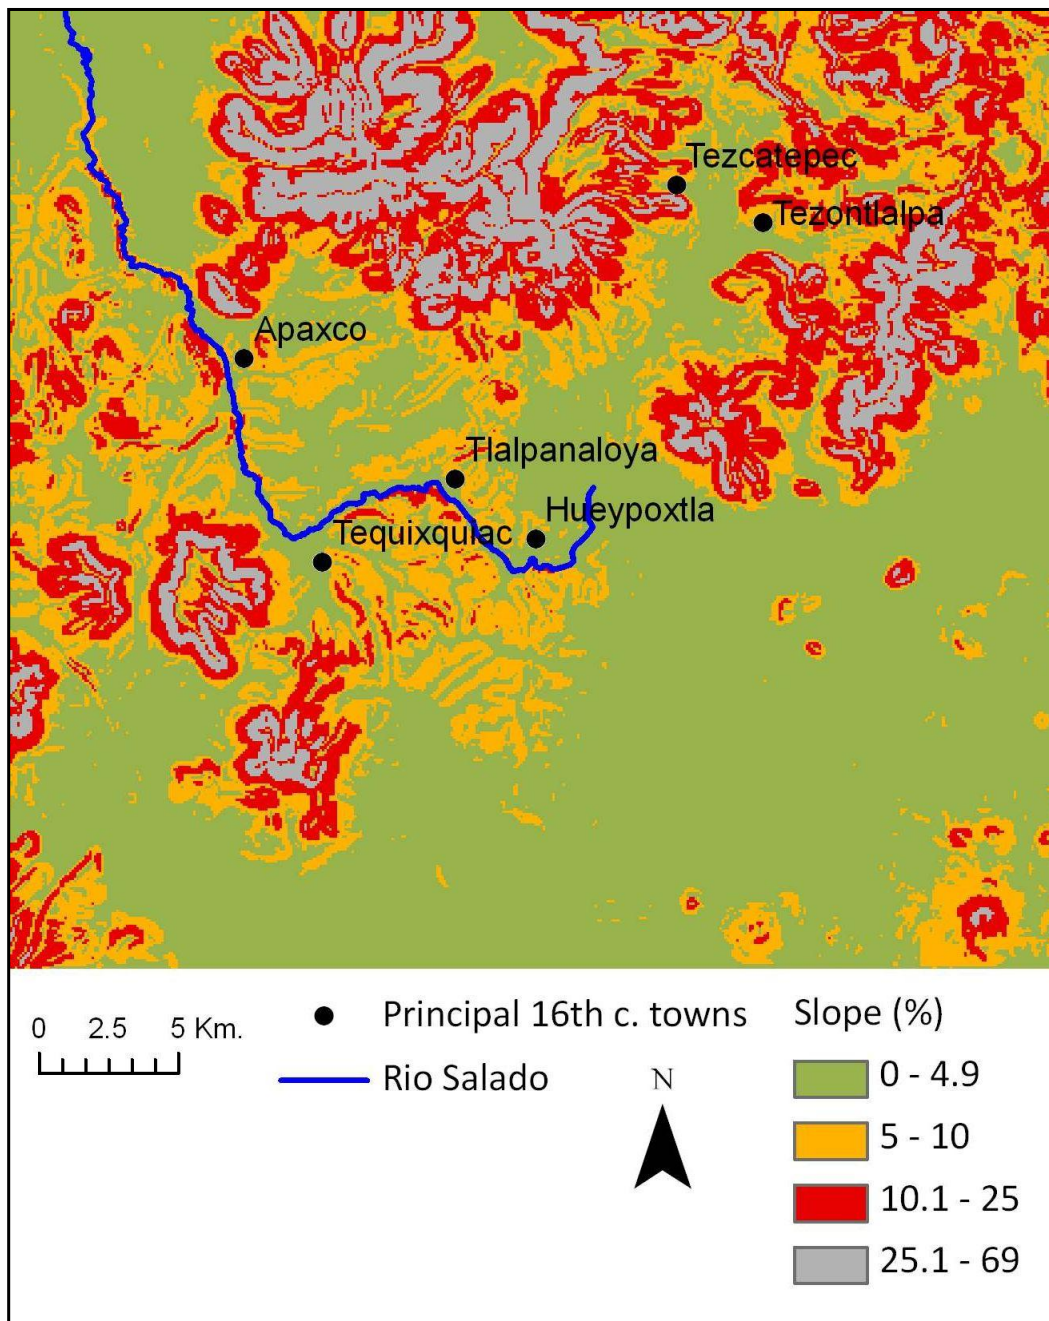 Tezcatepec
Tezontlalpa
Apaxco
Tlalpanaloya
Hueypoxtla
Tequixquiac
0 2.5 5 Km.
Principal 16th c. towns
Rio Salado
N
Slope (%)
0 - 4.9
5 - 10
10.1 - 25
25.1 - 69